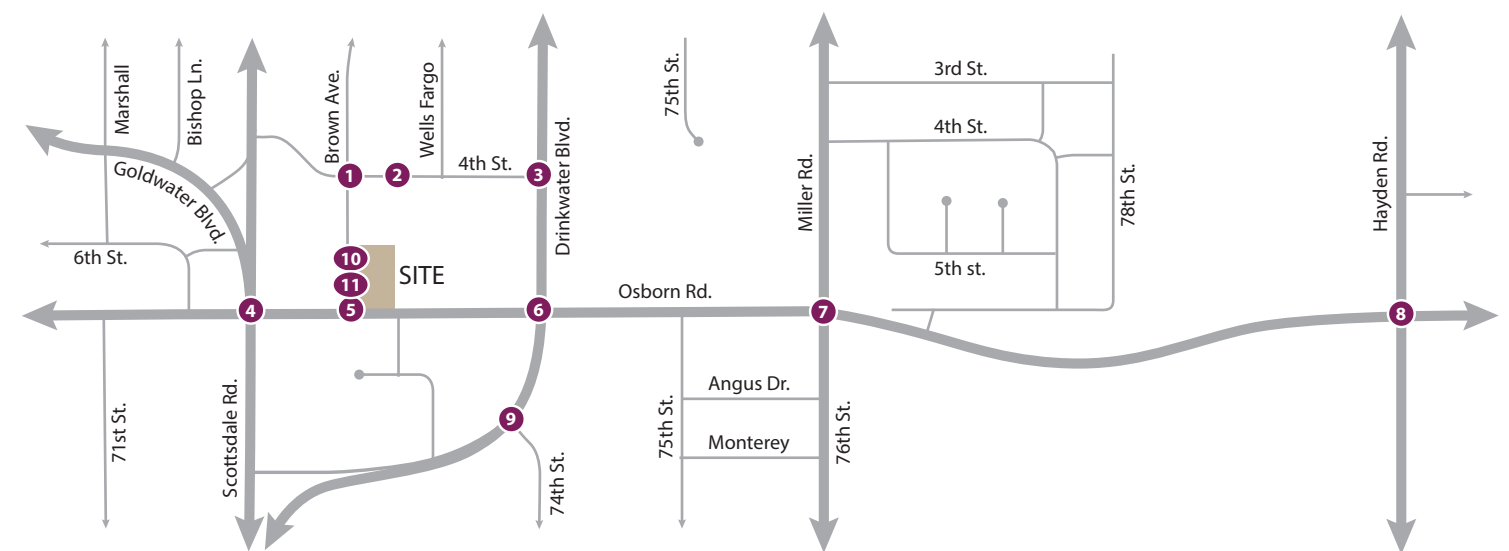 Marshall
Bishop Ln.
Brown Ave.
Wells Fargo
75th St.
3rd St.
4th St.
4th St.
Goldwater Blvd.
Drinkwater Blvd.
Miller Rd.
78th St.
Hayden Rd.
1
2
3
6th St.
5th st.
10
11
SITE
Osborn Rd.
4
5
6
7
8
71st St.
Scottsdale Rd.
9
74th St.
75th St.
Angus Dr.
Monterey
76th St.